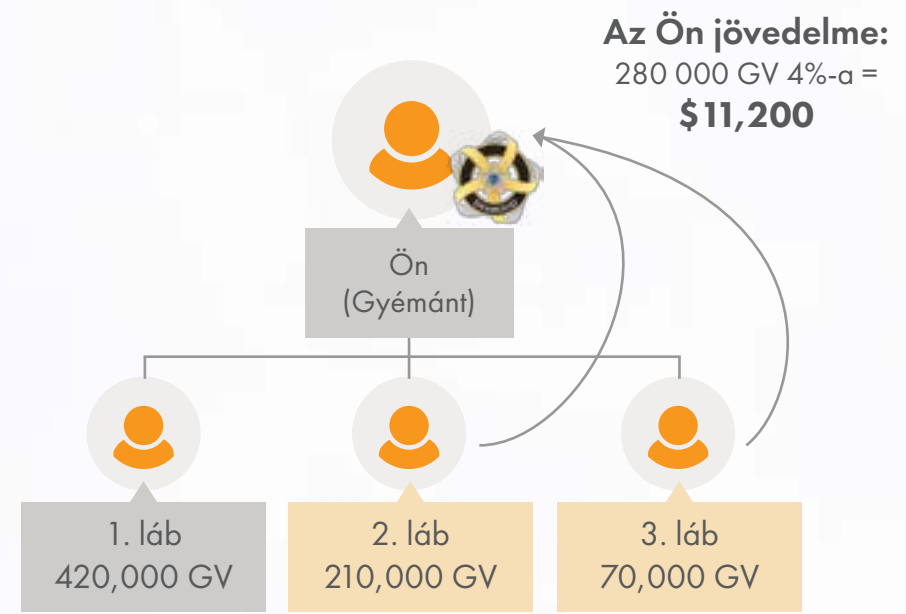 Az Ön jövedelme:
280 000 GV 4%-a =
$11,200
Ön
(Gyémánt)
1. láb
420,000 GV
2. láb
210,000 GV
3. láb
70,000 GV